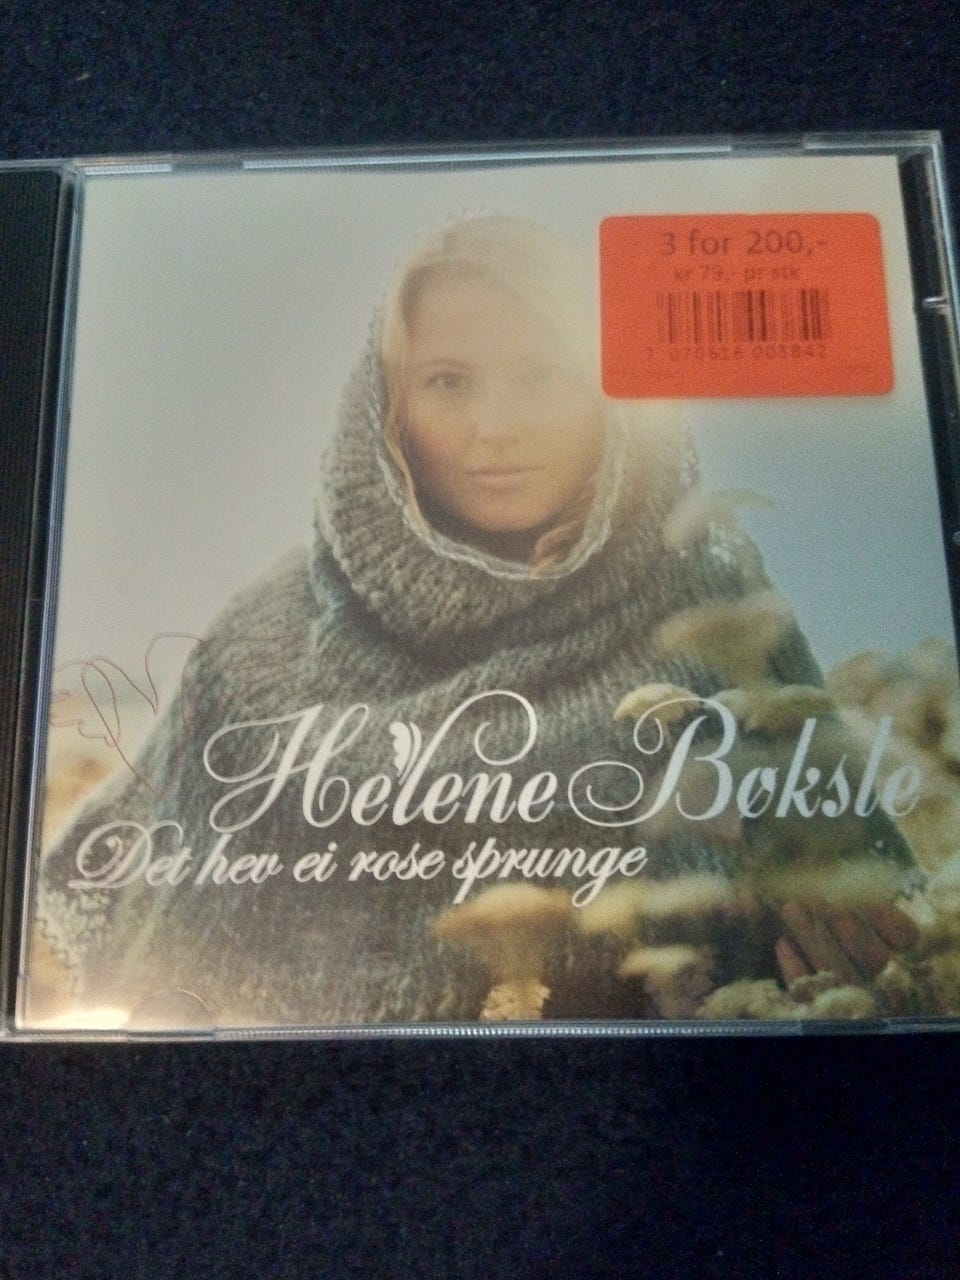 3 for 200,-
kr 79,- pr stk
7 070616 003842
Helene Bøksle
Det hev ei rose sprunge